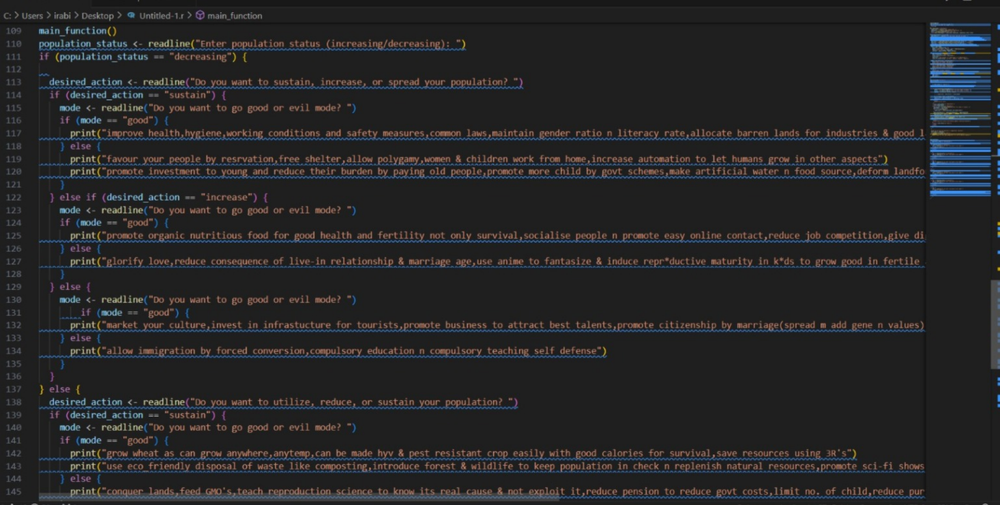 C: > Users > irabi > Desktop > Untitled-1.r > main_function
109 main_function()
110 population_status <- readline("Enter population status (increasing/decreasing): ")
111 if (population_status == "decreasing") {
112
113 desired_action <- readline("Do you want to sustain, increase, or spread your population? ")
114 if (desired_action == "sustain") {
115 mode <- readline("Do you want to go good or evil mode? ")
116 if (mode == "good") {
117 print("improve health,hygiene,working conditions and safety measures,common laws,maintain gender ratio n literacy rate,allocate barren lands for industries & good l
118 } else {
119 print("favour your people by resrvation,free shelter,allow polygamy,women & children work from home,increase automation to let humans grow in other aspects")
120 print("promote investment to young and reduce their burden by paying old people,promote more child by govt schemes,make artificial water n food source,deform landfo
121 }
122 } else if (desired_action == "increase") {
123 mode <- readline("Do you want to go good or evil mode? ")
124 if (mode == "good") {
125 print("promote organic nutritious food for good health and fertility not only survival,socialise people n promote easy online contact,reduce job competition,give di
126 } else {
127 print("glorify love,reduce consequence of live-in relationship & marriage age,use anime to fantasize & induce repr*ductive maturity in k*ds to grow good in fertile
128 }
129 } else {
130 mode <- readline("Do you want to go good or evil mode? ")
131 if (mode == "good") {
132 print("market your culture,invest in infrastucture for tourists,promote business to attract best talents,promote citizenship by marriage(spread m add gene n values)
133 } else {
134 print("allow immigration by forced conversion,compulsory education n compulsory teaching self defense")
135 }
136 }
137 } else {
138 desired_action <- readline("Do you want to utilize, reduce, or sustain your population? ")
139 if (desired_action == "sustain") {
140 mode <- readline("Do you want to go good or evil mode? ")
141 if (mode == "good") {
142 print("grow wheat as can grow anywhere,anytemp,can be made hyv & pest resistant crop easily with good calories for survival,save resources using 3R's")
143 print("use eco_friendly disposal of waste like composting,introduce forest & wildlife to keep population in check n replenish natural resources,promote sci-fi shows
144 } else {
145 print("conquer lands,feed GMO's,teach reproduction science to know its real cause & not exploit it,reduce pension to reduce govt costs,limit no. of child,reduce pur